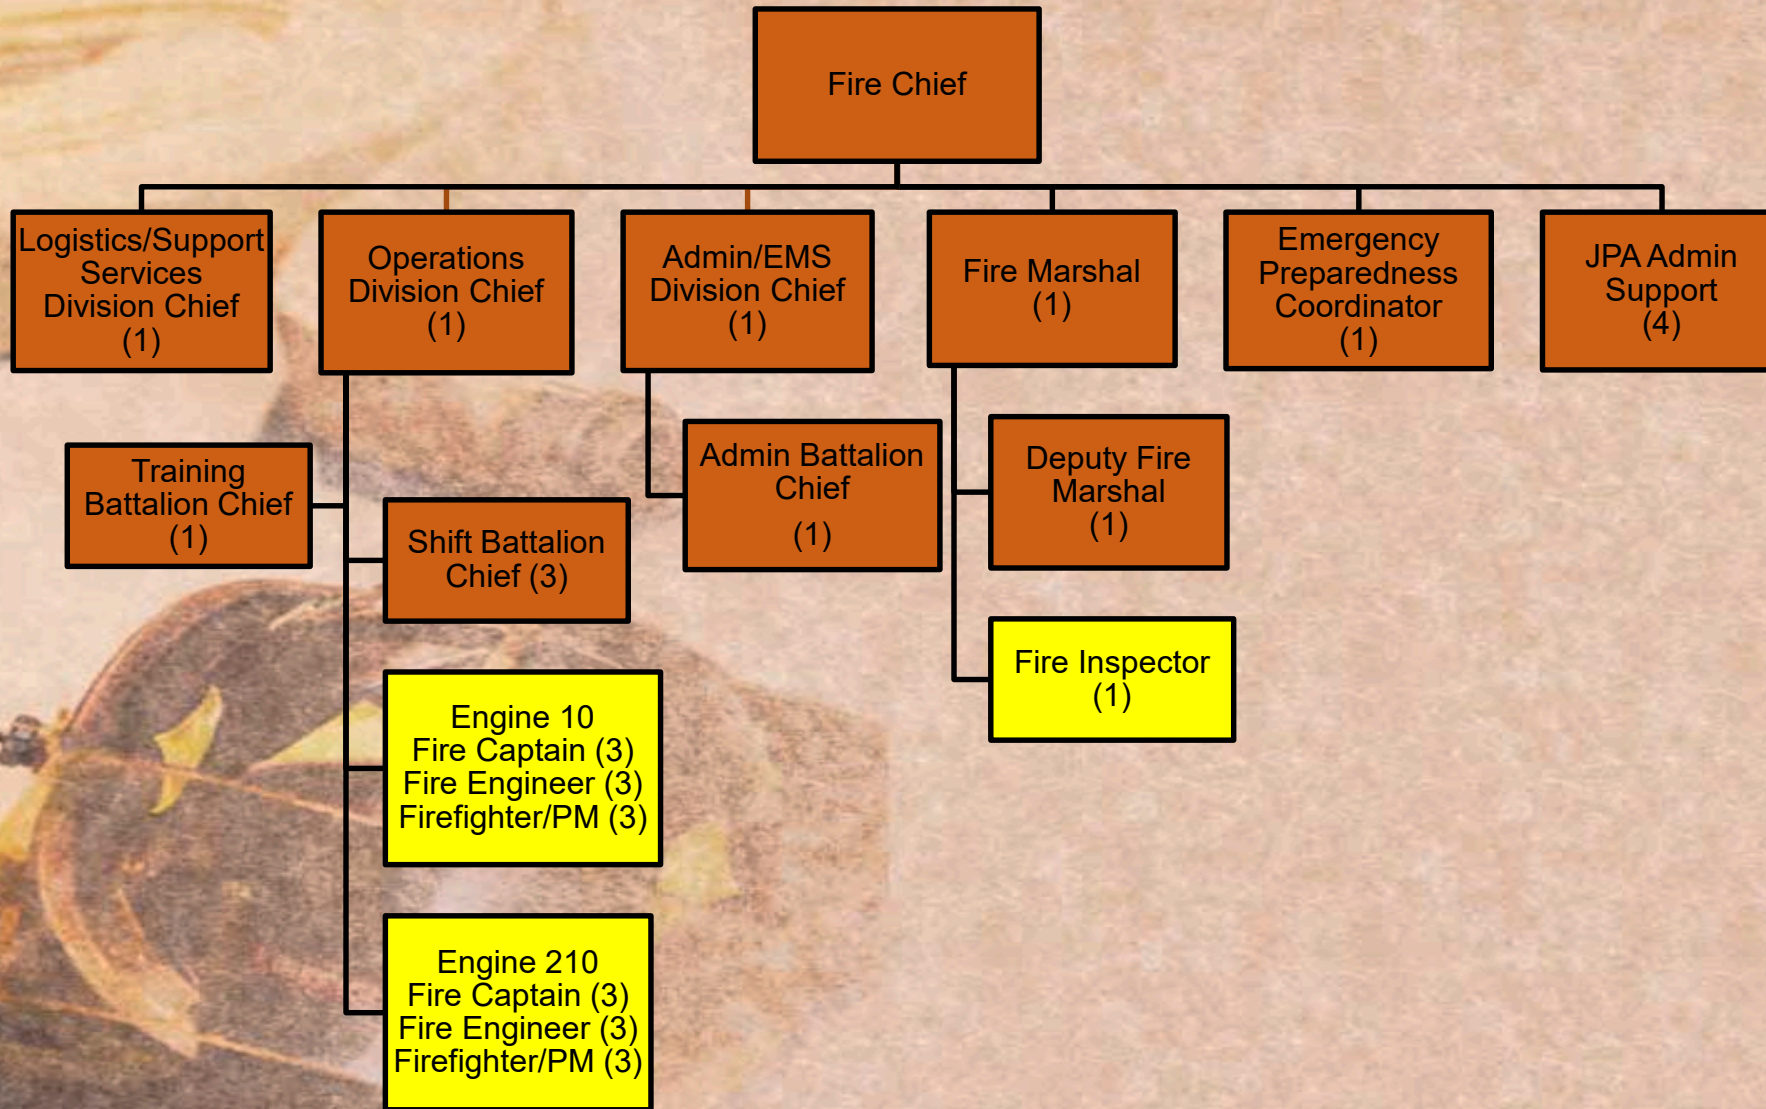 Fire Chief
Logistics/Support
Services
Division Chief
(1)
Operations
Division Chief
(1)
Admin/EMS
Division Chief
(1)
Fire Marshal
(1)
Emergency
Preparedness
Coordinator
(1)
JPA Admin
Support
(4)
Training
Battalion Chief
(1)
Shift Battalion
Chief (3)
Engine 10
Fire Captain (3)
Fire Engineer (3)
Firefighter/PM (3)
Engine 210
Fire Captain (3)
Fire Engineer (3)
Firefighter/PM (3)
Admin Battalion
Chief
(1)
Deputy Fire
Marshal
(1)
Fire Inspector
(1)